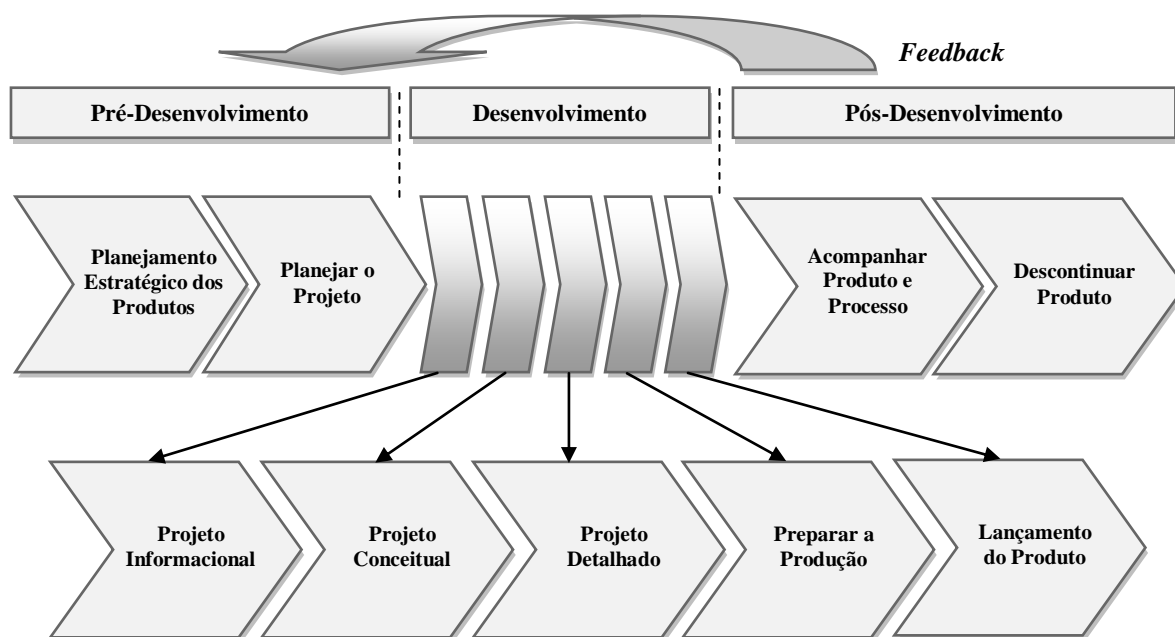 Feedback
Pré-Desenvolvimento
Desenvolvimento
Pós-Desenvolvimento
Planejamento
Estratégico dos
Produtos
Planejar o
Projeto
Acompanhar
Produto e
Processo
Descontinuar
Produto
Projeto
Informacional
Projeto
Conceitual
Projeto
Detalhado
Preparar a
Produção
Lançamento
do Produto